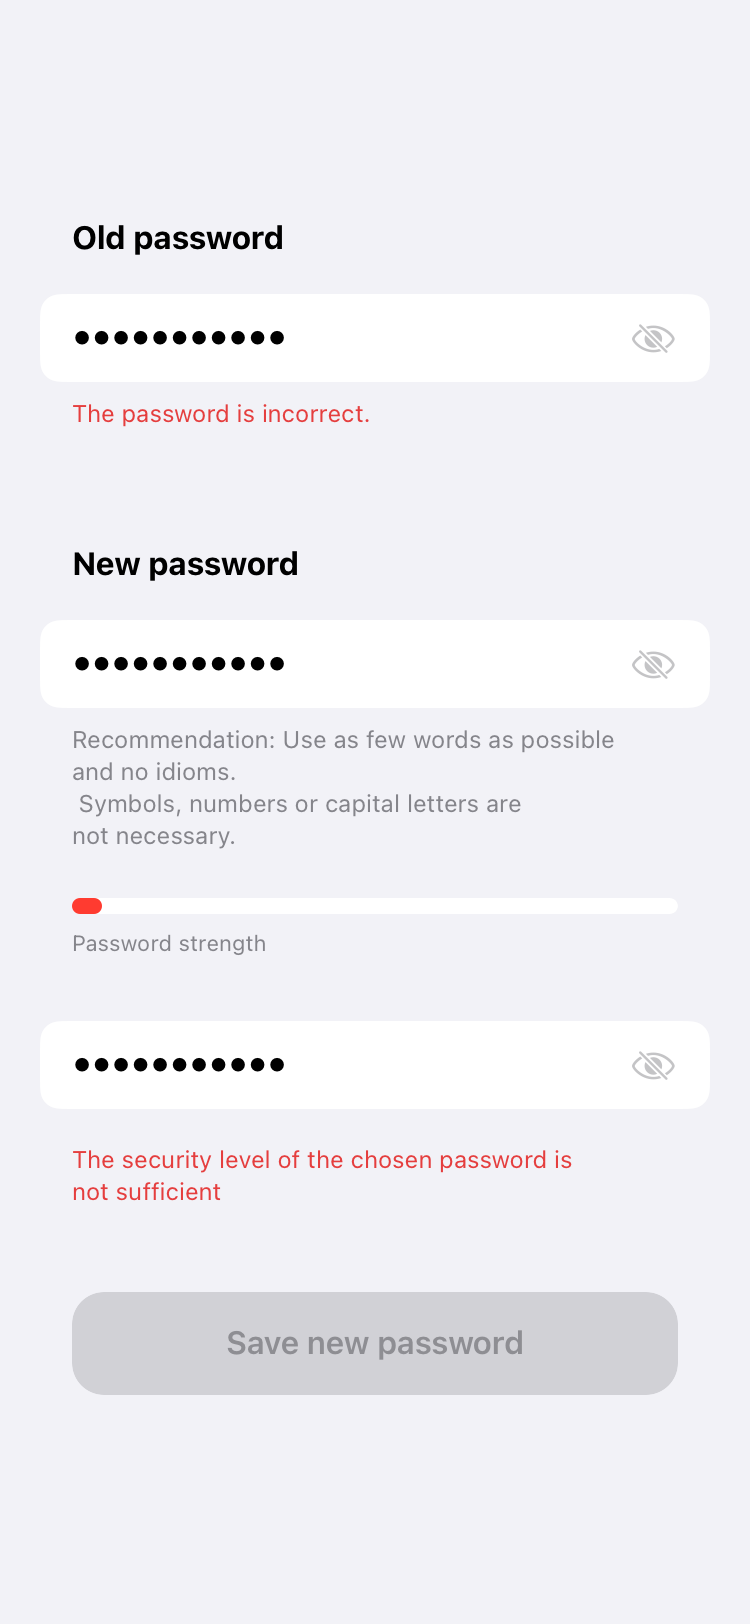 Old password
•••••••••••
The password is incorrect.
New password
•••••••••••
Recommendation: Use as few words as possible
and no idioms.
Symbols, numbers or capital letters are
not necessary.
Password strength
•••••••••••
The security level of the chosen password is
not sufficient
Save new password